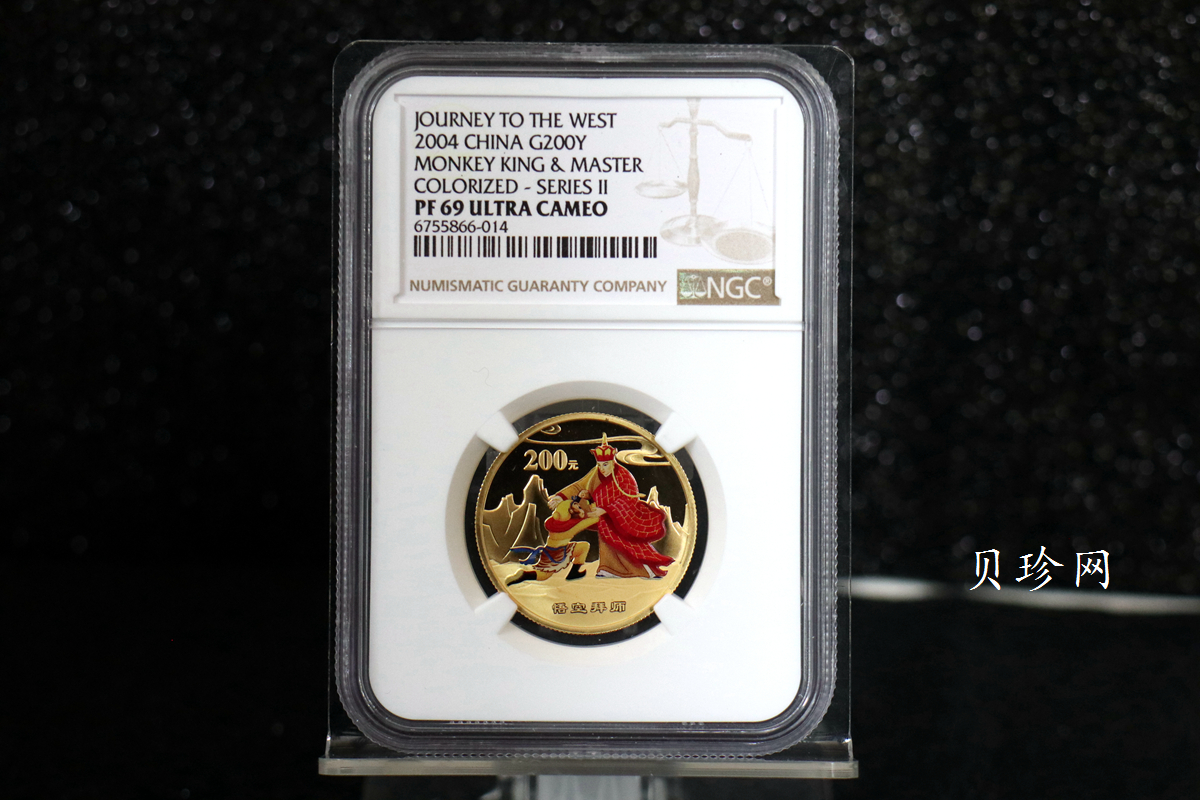 JOURNEY TO THE WEST
2004 CHINA G200Y
MONKEY KING & MASTER
COLORIZED - SERIES II
PF 69 ULTRA CAMEO
6755866-014
NUMISMATIC GUARANTY COMPANY
NGC®
200元
悟空拜师
贝珍网